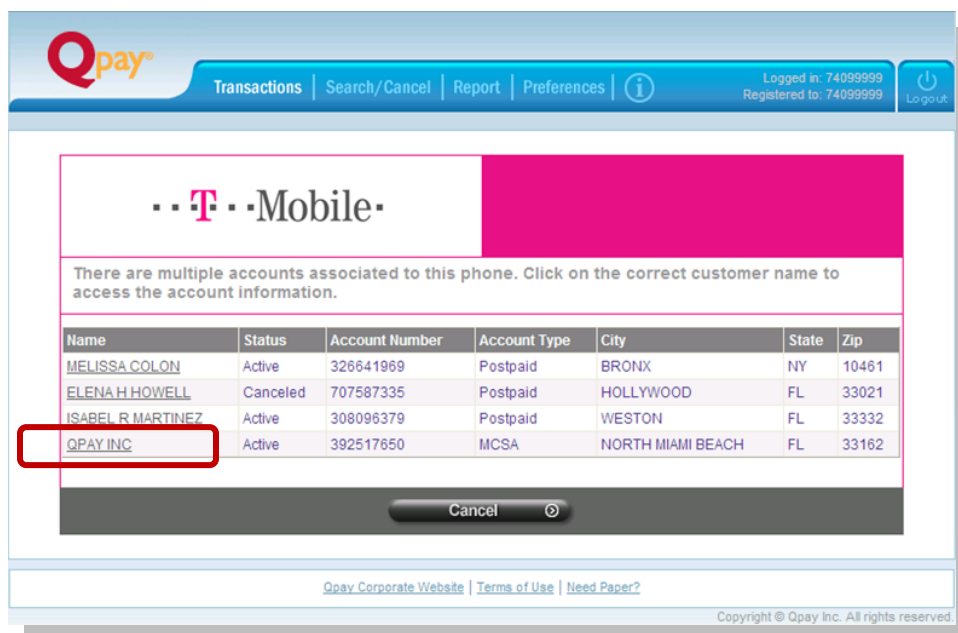 Qpay®
Transactions | Search/Cancel | Report | Preferences | i
Logged in: 74099999
Registered to: 74099999
Logout
T · ·Mobile·
There are multiple accounts associated to this phone. Click on the correct customer name to
access the account information.
Name Status Account Number Account Type City State Zip
MELISSA COLON Active 326641969 Postpaid BRONX NY 10461
ELENA H HOWELL Canceled 707587335 Postpaid HOLLYWOOD FL 33021
ISABEL R MARTINEZ Active 308096379 Postpaid WESTON FL 33332
QPAY INC Active 392517650 MCSA NORTH MIAMI BEACH FL 33162
Cancel
Qpay Corporate Website | Terms of Use | Need Paper?
Copyright © Qpay Inc. All rights reserved.